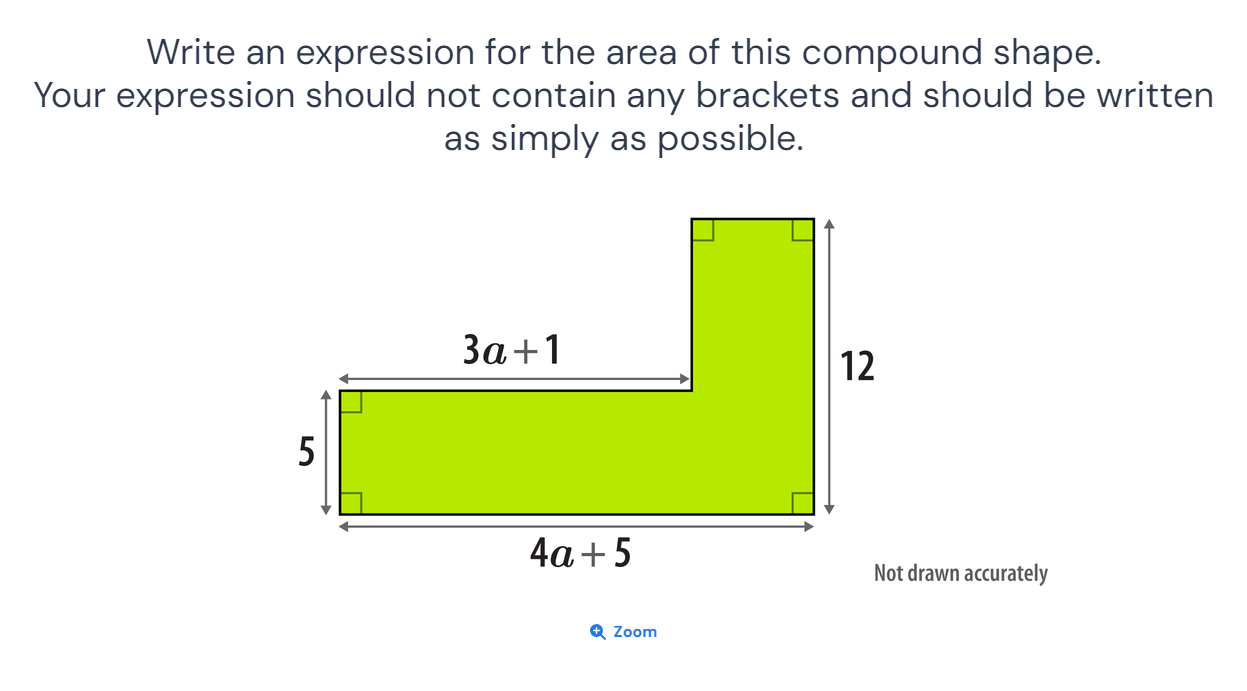 Write an expression for the area of this compound shape.
Your expression should not contain any brackets and should be written
as simply as possible.
3a + 1
12
5
4a + 5
Not drawn accurately
Zoom